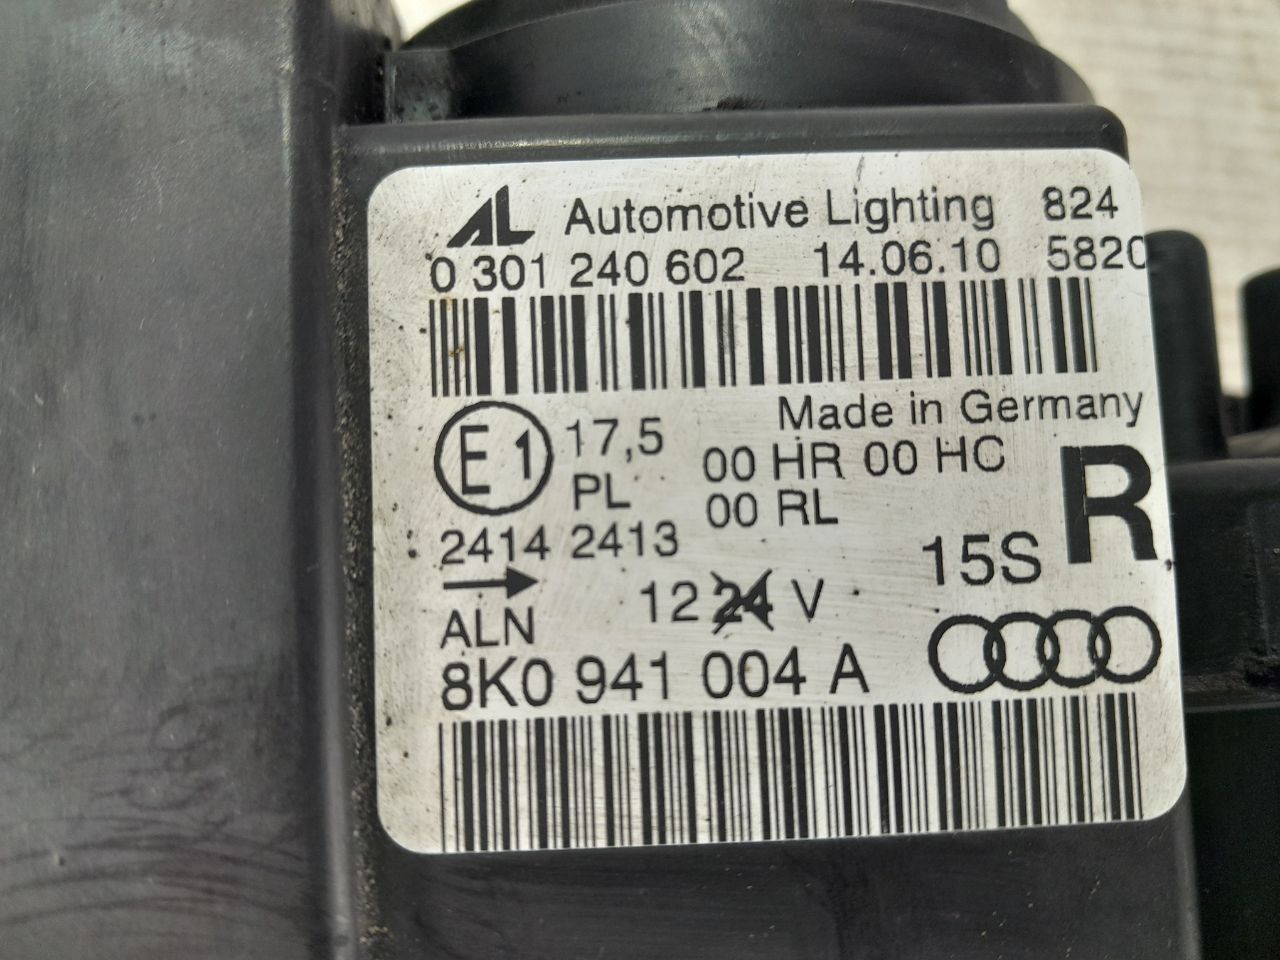 AL Automotive Lighting 824
0 301 240 602 14.06.10 5820
Made in Germany
E1 17,5 00 HR 00 HC R
PL 00 RL
2414 2413 15S
12 24 V
ALN
8K0 941 004 A